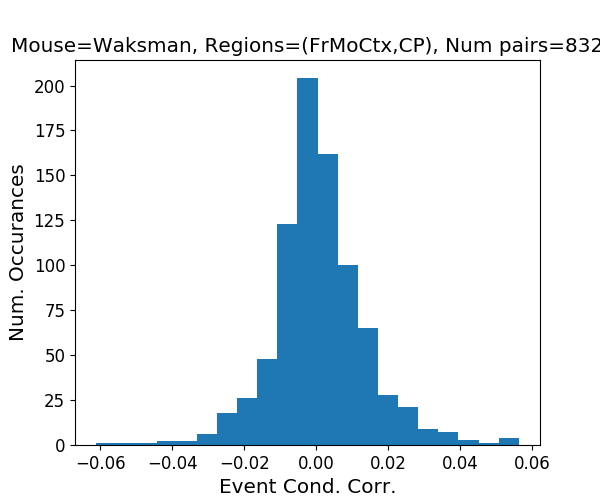 Mouse=Waksman, Regions=(FrMoCtx,CP), Num pairs=832
200
175
150
125
100
75
50
25
0
Num. Occurances
−0.06 −0.04 −0.02 0.00 0.02 0.04 0.06
Event Cond. Corr.